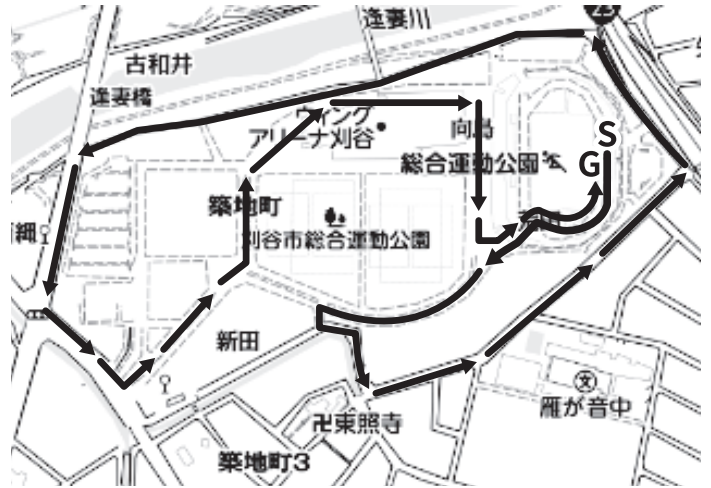 逢妻川
古和井
逢妻橋
ウィング
アリーナ刈谷
向島
S
総合運動公園
G
築地町
刈谷市総合運動公園
新田
雁が音中
文
卍東照寺
築地町3